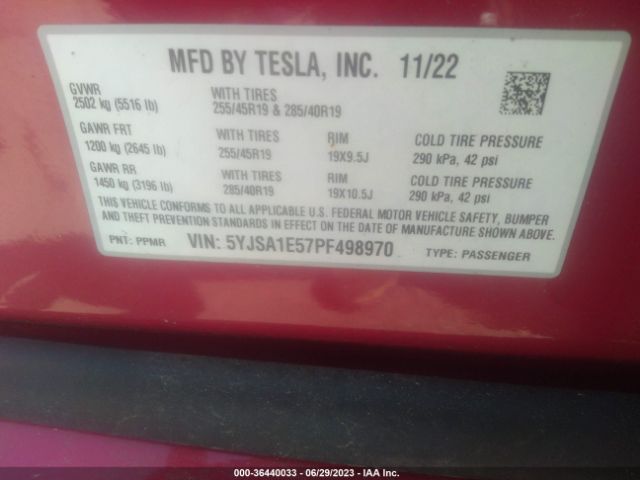 MFD BY TESLA, INC. 11/22
GVWR
2502 kg (5516 lb)
WITH TIRES
255/45R19 & 285/40R19
GAWR FRT
1200 kg (2645 lb)
WITH TIRES
255/45R19
RIM
19X9.5J
COLD TIRE PRESSURE
290 kPa, 42 psi
GAWR RR
1450 kg (3196 lb)
WITH TIRES
285/40R19
RIM
19X10.5J
COLD TIRE PRESSURE
290 kPa, 42 psi
THIS VEHICLE CONFORMS TO ALL APPLICABLE U.S. FEDERAL MOTOR VEHICLE SAFETY, BUMPER
AND THEFT PREVENTION STANDARDS IN EFFECT ON THE DATE OF MANUFACTURE SHOWN ABOVE.
PNT: PPMR VIN: 5YJSA1E57PF498970 TYPE: PASSENGER
000-36440033 - 06/29/2023 - IAA Inc.